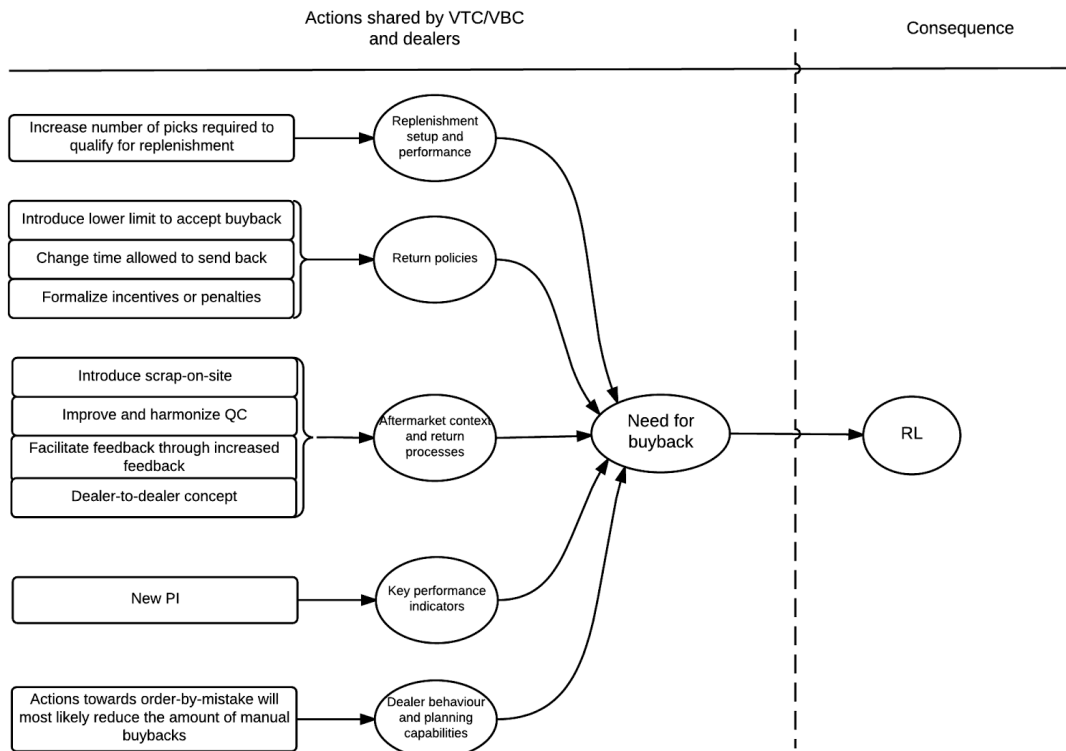 Actions shared by VTC/VBC
and dealers
Consequence
Increase number of picks required to
qualify for replenishment
Replenishment
setup and
performance
Introduce lower limit to accept buyback
Change time allowed to send back
Formalize incentives or penalties
Return policies
Introduce scrap-on-site
Improve and harmonize QC
Facilitate feedback through increased
feedback
Dealer-to-dealer concept
Aftermarket context
and return
processes
Need for
buyback
RL
New PI
Key performance
indicators
Actions towards order-by-mistake will
most likely reduce the amount of manual
buybacks
Dealer behaviour
and planning
capabilities